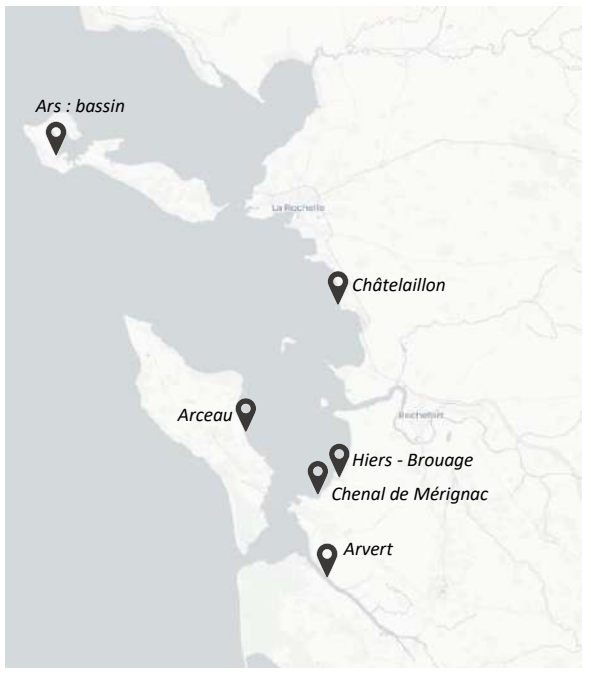 Ars : bassin
La Rochelle
Châtelaillon
Arceau
Rochefort
Hiers - Brouage
Chenal de Mérignac
Arvert